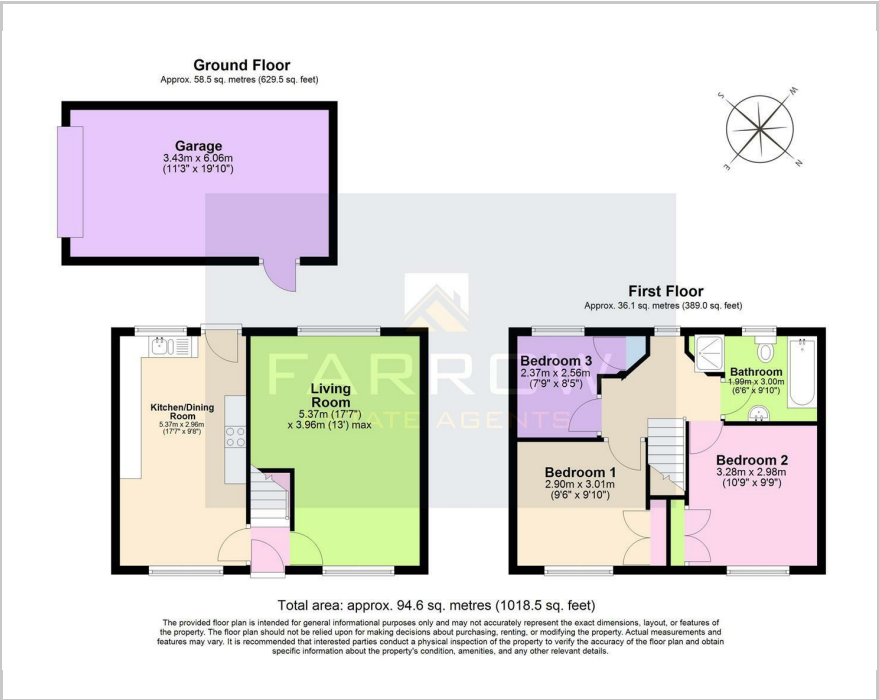 Ground Floor
Approx. 58.5 sq. metres (629.5 sq. feet)
Garage
3.43m x 6.06m
(11'3" x 19'10")
S
W
E
N
First Floor
Approx. 36.1 sq. metres (389.0 sq. feet)
Kitchen/Dining
Room
5.37m x 2.96m
(17'7" x 9'8")
Living
Room
5.37m (17'7")
x 3.96m (13') max
Bedroom 3
2.37m x 2.56m
(7'9" x 8'5")
Bathroom
1.99m x 3.00m
(6'6" x 9'10")
Bedroom 1
2.90m x 3.01m
(9'6" x 9'10")
Bedroom 2
3.28m x 2.98m
(10'9" x 9'9")
FARROW
ESTATE AGENTS
Total area: approx. 94.6 sq. metres (1018.5 sq. feet)
The provided floor plan is intended for general informational purposes only and may not accurately represent the exact dimensions, layout, or features of
the property. The floor plan should not be relied upon for making decisions about purchasing, renting, or modifying the property. Actual measurements and
features may vary. It is recommended that interested parties conduct a physical inspection of the property to verify the accuracy of the floor plan and obtain
specific information about the property's condition, amenities, and any other relevant details.